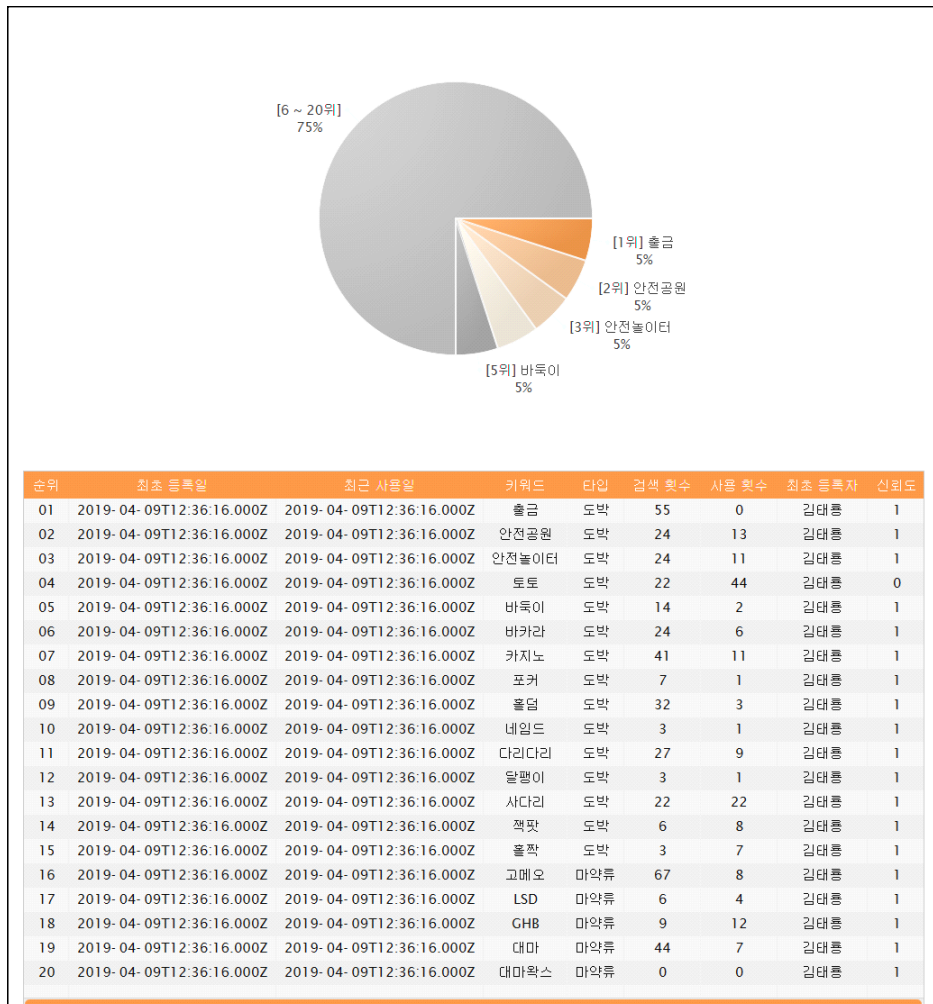 [6 ~ 20위]
75%
[1위] 출금
5%
[2위] 안전공원
5%
[3위] 안전놀이터
5%
[5위] 바둑이
5%
순위 최초 등록일 최근 사용일 키워드 타입 검색 횟수 사용 횟수 최초 등록자 신뢰도
01 2019- 04- 09T12:36:16.000Z 2019- 04- 09T12:36:16.000Z 출금 도박 55 0 김태룡 1
02 2019- 04- 09T12:36:16.000Z 2019- 04- 09T12:36:16.000Z 안전공원 도박 24 13 김태룡 1
03 2019- 04- 09T12:36:16.000Z 2019- 04- 09T12:36:16.000Z 안전놀이터 도박 24 11 김태룡 1
04 2019- 04- 09T12:36:16.000Z 2019- 04- 09T12:36:16.000Z 토토 도박 22 44 김태룡 0
05 2019- 04- 09T12:36:16.000Z 2019- 04- 09T12:36:16.000Z 바둑이 도박 14 2 김태룡 1
06 2019- 04- 09T12:36:16.000Z 2019- 04- 09T12:36:16.000Z 바카라 도박 24 6 김태룡 1
07 2019- 04- 09T12:36:16.000Z 2019- 04- 09T12:36:16.000Z 카지노 도박 41 11 김태룡 1
08 2019- 04- 09T12:36:16.000Z 2019- 04- 09T12:36:16.000Z 포커 도박 7 1 김태룡 1
09 2019- 04- 09T12:36:16.000Z 2019- 04- 09T12:36:16.000Z 홀덤 도박 32 3 김태룡 1
10 2019- 04- 09T12:36:16.000Z 2019- 04- 09T12:36:16.000Z 네임드 도박 3 1 김태룡 1
11 2019- 04- 09T12:36:16.000Z 2019- 04- 09T12:36:16.000Z 다리다리 도박 27 9 김태룡 1
12 2019- 04- 09T12:36:16.000Z 2019- 04- 09T12:36:16.000Z 달팽이 도박 3 1 김태룡 1
13 2019- 04- 09T12:36:16.000Z 2019- 04- 09T12:36:16.000Z 사다리 도박 22 22 김태룡 1
14 2019- 04- 09T12:36:16.000Z 2019- 04- 09T12:36:16.000Z 잭팟 도박 6 8 김태룡 1
15 2019- 04- 09T12:36:16.000Z 2019- 04- 09T12:36:16.000Z 홀짝 도박 3 7 김태룡 1
16 2019- 04- 09T12:36:16.000Z 2019- 04- 09T12:36:16.000Z 고메오 마약류 67 8 김태룡 1
17 2019- 04- 09T12:36:16.000Z 2019- 04- 09T12:36:16.000Z LSD 마약류 6 4 김태룡 1
18 2019- 04- 09T12:36:16.000Z 2019- 04- 09T12:36:16.000Z GHB 마약류 9 12 김태룡 1
19 2019- 04- 09T12:36:16.000Z 2019- 04- 09T12:36:16.000Z 대마 마약류 44 7 김태룡 1
20 2019- 04- 09T12:36:16.000Z 2019- 04- 09T12:36:16.000Z 대마왁스 마약류 0 0 김태룡 1